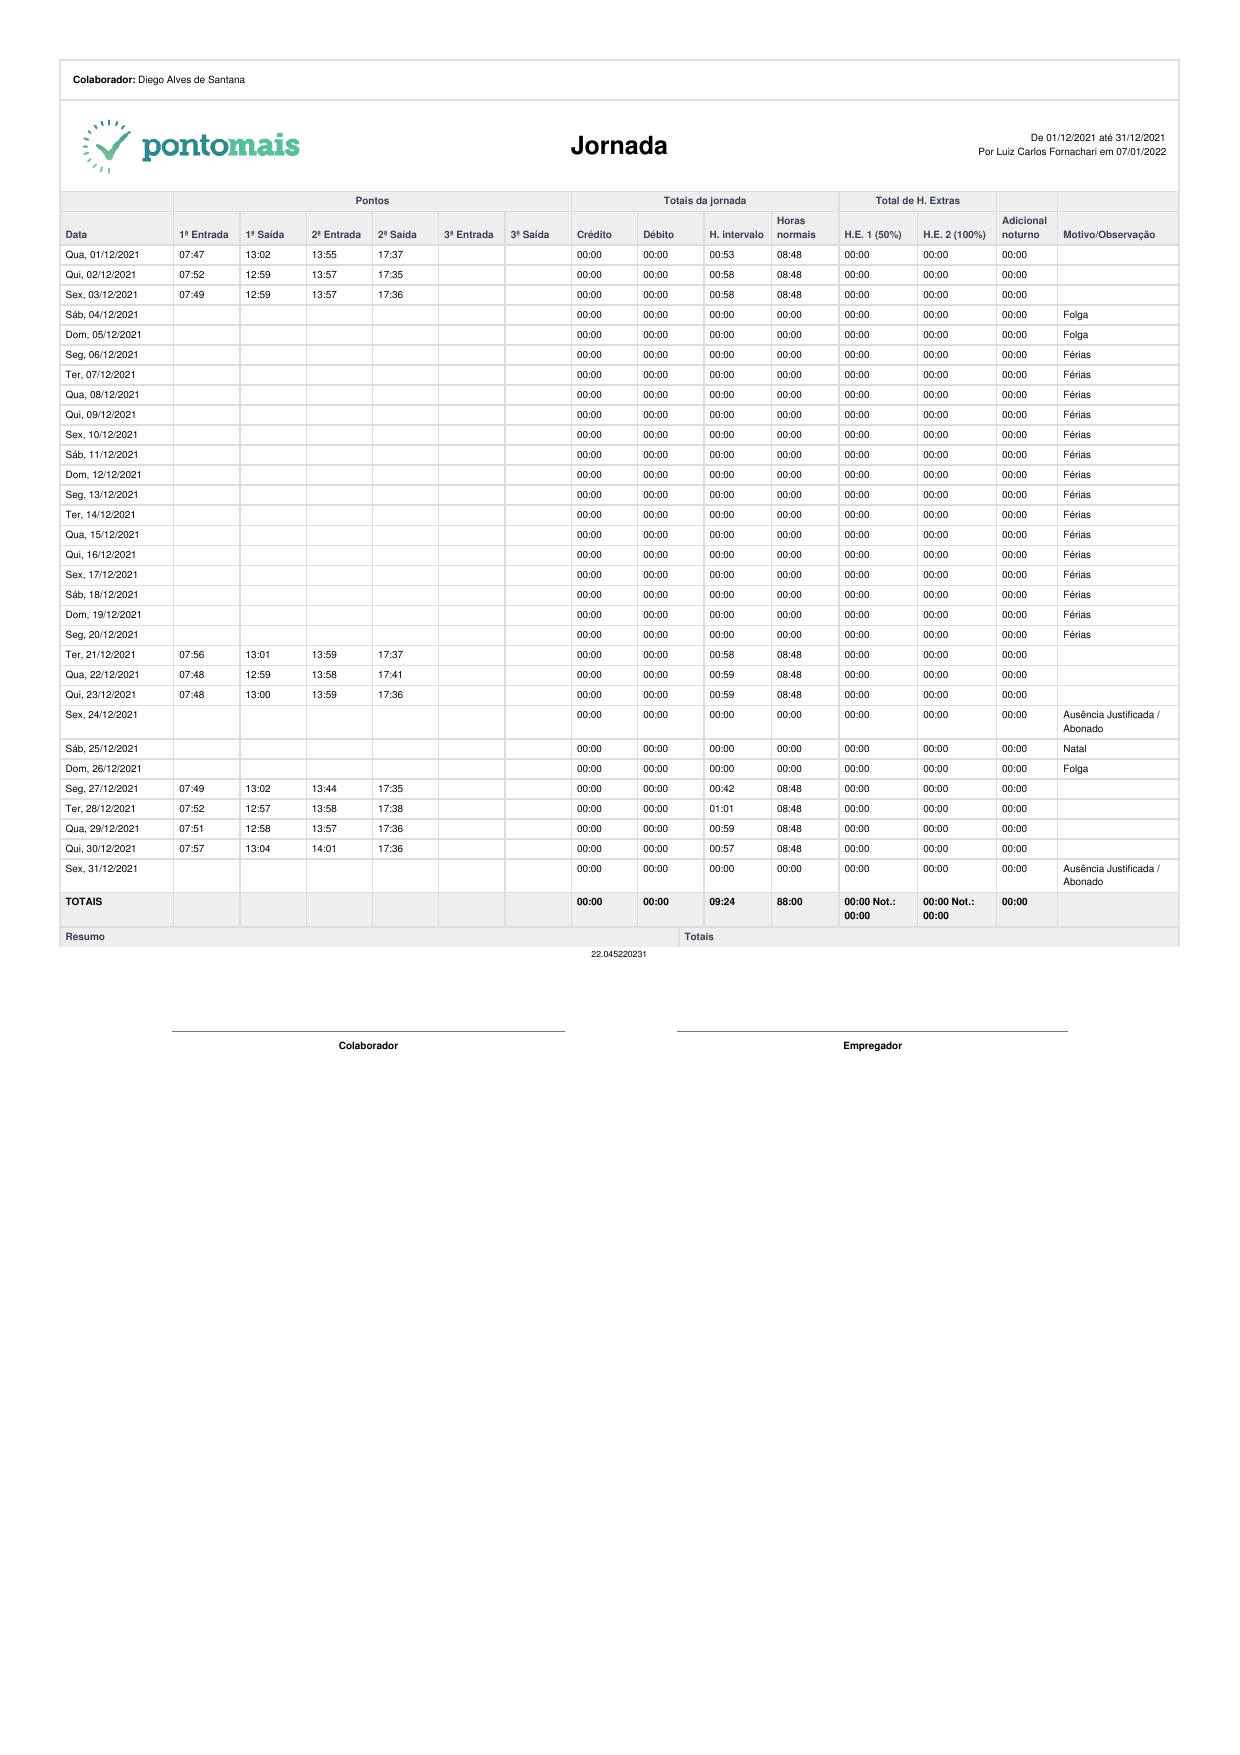 Colaborador: Diego Alves de Santana
pontomais
Jornada
De 01/12/2021 até 31/12/2021
Por Luiz Carlos Fornachari em 07/01/2022
Pontos Totais da jornada Total de H. Extras
Data 1ª Entrada 1ª Saída 2ª Entrada 2ª Saída 3ª Entrada 3ª Saída Crédito Débito H. intervalo Horas normais H.E. 1 (50%) H.E. 2 (100%) Adicional noturno Motivo/Observação
Qua, 01/12/2021 07:47 13:02 13:55 17:37 00:00 00:00 00:53 08:48 00:00 00:00 00:00
Qui, 02/12/2021 07:52 12:59 13:57 17:35 00:00 00:00 00:58 08:48 00:00 00:00 00:00
Sex, 03/12/2021 07:49 12:59 13:57 17:36 00:00 00:00 00:58 08:48 00:00 00:00 00:00
Sáb, 04/12/2021 00:00 00:00 00:00 00:00 00:00 00:00 00:00 Folga
Dom, 05/12/2021 00:00 00:00 00:00 00:00 00:00 00:00 00:00 Folga
Seg, 06/12/2021 00:00 00:00 00:00 00:00 00:00 00:00 00:00 Férias
Ter, 07/12/2021 00:00 00:00 00:00 00:00 00:00 00:00 00:00 Férias
Qua, 08/12/2021 00:00 00:00 00:00 00:00 00:00 00:00 00:00 Férias
Qui, 09/12/2021 00:00 00:00 00:00 00:00 00:00 00:00 00:00 Férias
Sex, 10/12/2021 00:00 00:00 00:00 00:00 00:00 00:00 00:00 Férias
Sáb, 11/12/2021 00:00 00:00 00:00 00:00 00:00 00:00 00:00 Férias
Dom, 12/12/2021 00:00 00:00 00:00 00:00 00:00 00:00 00:00 Férias
Seg, 13/12/2021 00:00 00:00 00:00 00:00 00:00 00:00 00:00 Férias
Ter, 14/12/2021 00:00 00:00 00:00 00:00 00:00 00:00 00:00 Férias
Qua, 15/12/2021 00:00 00:00 00:00 00:00 00:00 00:00 00:00 Férias
Qui, 16/12/2021 00:00 00:00 00:00 00:00 00:00 00:00 00:00 Férias
Sex, 17/12/2021 00:00 00:00 00:00 00:00 00:00 00:00 00:00 Férias
Sáb, 18/12/2021 00:00 00:00 00:00 00:00 00:00 00:00 00:00 Férias
Dom, 19/12/2021 00:00 00:00 00:00 00:00 00:00 00:00 00:00 Férias
Seg, 20/12/2021 00:00 00:00 00:00 00:00 00:00 00:00 00:00 Férias
Ter, 21/12/2021 07:56 13:01 13:59 17:37 00:00 00:00 00:58 08:48 00:00 00:00 00:00
Qua, 22/12/2021 07:48 12:59 13:58 17:41 00:00 00:00 00:59 08:48 00:00 00:00 00:00
Qui, 23/12/2021 07:48 13:00 13:59 17:36 00:00 00:00 00:59 08:48 00:00 00:00 00:00
Sex, 24/12/2021 00:00 00:00 00:00 00:00 00:00 00:00 00:00 Ausência Justificada /
Abonado
Sáb, 25/12/2021 00:00 00:00 00:00 00:00 00:00 00:00 00:00 Natal
Dom, 26/12/2021 00:00 00:00 00:00 00:00 00:00 00:00 00:00 Folga
Seg, 27/12/2021 07:49 13:02 13:44 17:35 00:00 00:00 00:42 08:48 00:00 00:00 00:00
Ter, 28/12/2021 07:52 12:57 13:58 17:38 00:00 00:00 01:01 08:48 00:00 00:00 00:00
Qua, 29/12/2021 07:51 12:58 13:57 17:36 00:00 00:00 00:59 08:48 00:00 00:00 00:00
Qui, 30/12/2021 07:57 13:04 14:01 17:36 00:00 00:00 00:57 08:48 00:00 00:00 00:00
Sex, 31/12/2021 00:00 00:00 00:00 00:00 00:00 00:00 00:00 Ausência Justificada /
Abonado
TOTAIS 00:00 00:00 09:24 88:00 00:00 Not.: 00:00 Not.: 00:00
00:00 00:00
Resumo Totais
22.045220231
Colaborador Empregador